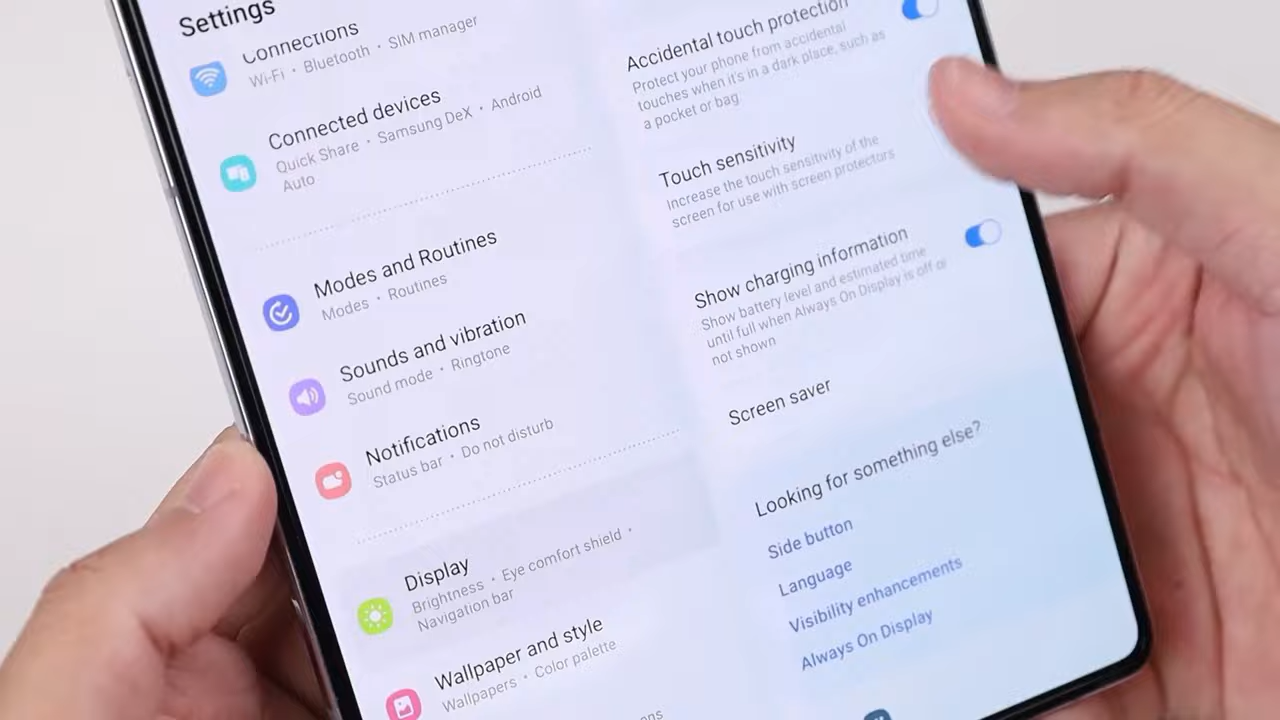 Settings
Connections
Wi-Fi • Bluetooth • SIM manager
Connected devices
Quick Share • Samsung DeX • Android
Auto
Modes and Routines
Modes • Routines
Sounds and vibration
Sound mode • Ringtone
Notifications
Status bar • Do not disturb
Display
Brightness • Eye comfort shield •
Navigation bar
Wallpaper and style
Wallpapers • Color palette
Accidental touch protection
Protect your phone from accidental
touches when it's in a dark place, such as
a pocket or bag
Touch sensitivity
Increase the touch sensitivity of the
screen for use with screen protectors
Show charging information
Show battery level and estimated time
until full when Always On Display is off or
not shown
Screen saver
Looking for something else?
Side button
Language
Visibility enhancements
Always On Display